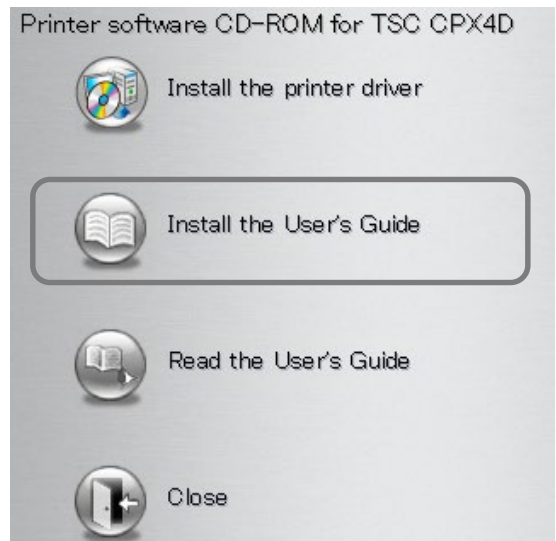 Printer software CD-ROM for TSC CPX4D
Install the printer driver
Install the User's Guide
Read the User's Guide
Close